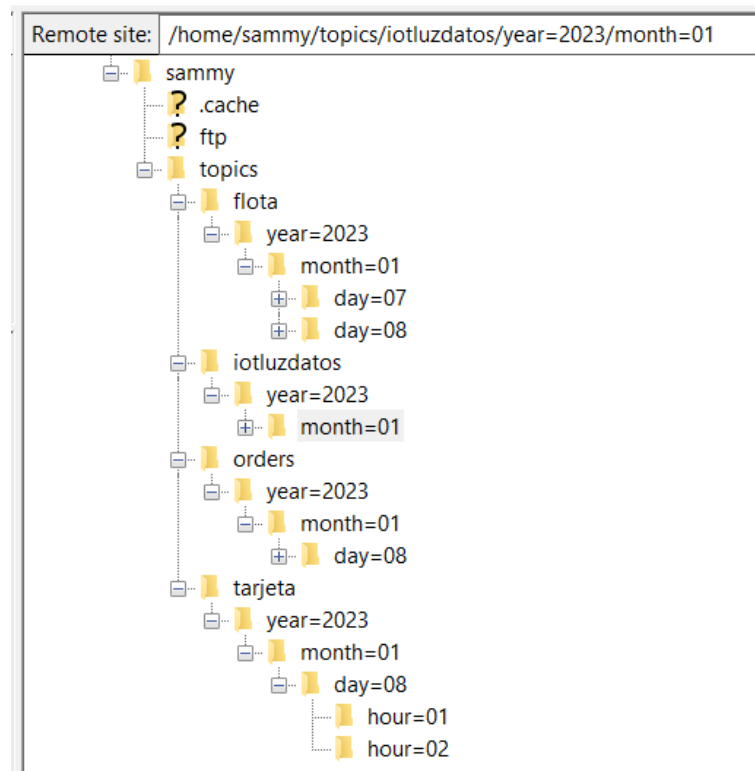 Remote site: /home/sammy/topics/iotluzdatos/year=2023/month=01
sammy
.cache
ftp
topics
flota
year=2023
month=01
day=07
day=08
iotluzdatos
year=2023
month=01
orders
year=2023
month=01
day=08
tarjeta
year=2023
month=01
day=08
hour=01
hour=02